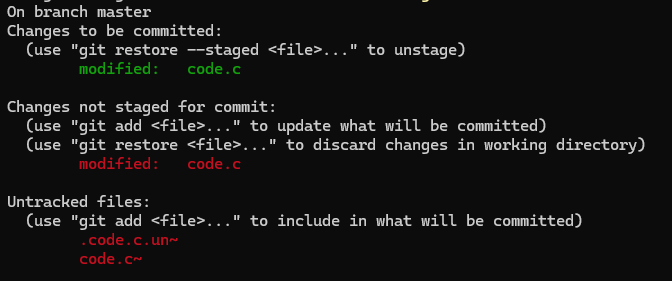 On branch master
Changes to be committed:
  (use "git restore --staged <file>..." to unstage)
        modified:   code.c

Changes not staged for commit:
  (use "git add <file>..." to update what will be committed)
  (use "git restore <file>..." to discard changes in working directory)
        modified:   code.c

Untracked files:
  (use "git add <file>..." to include in what will be committed)
        .code.c.un~
        code.c~